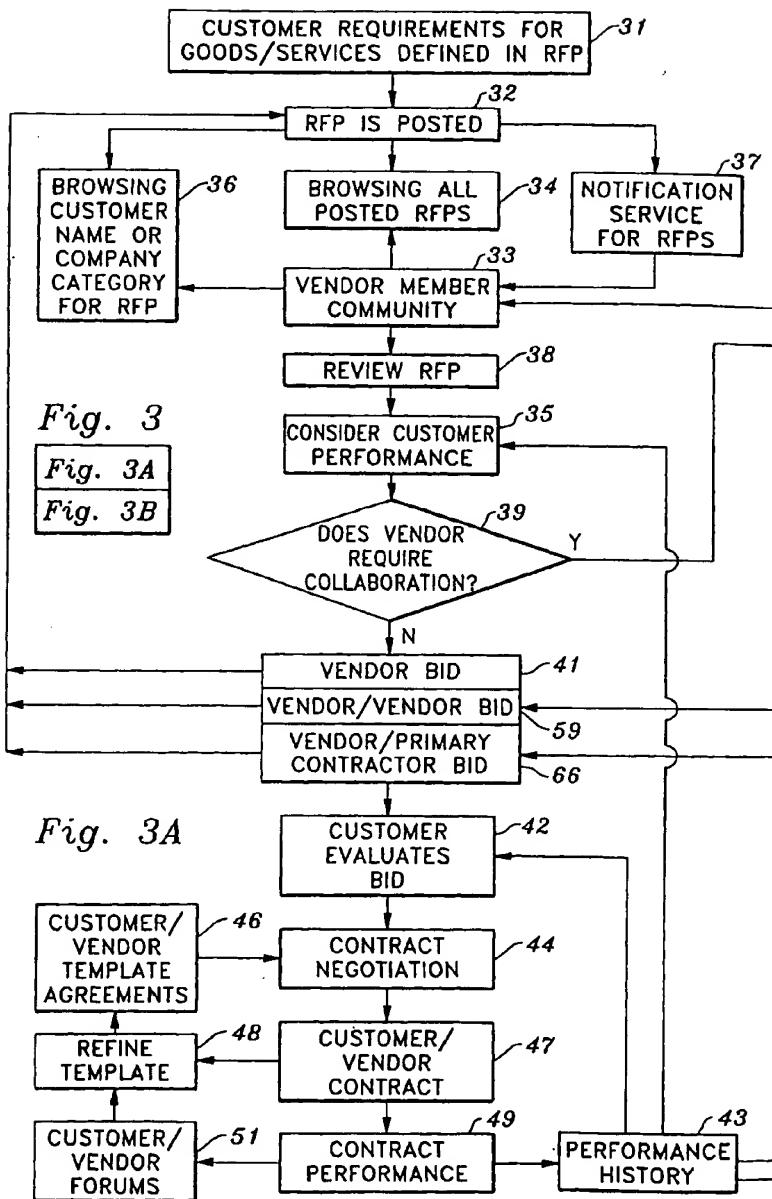 CUSTOMER REQUIREMENTS FOR
GOODS/SERVICES DEFINED IN RFP
31
32
RFP IS POSTED
BROWSING
CUSTOMER
NAME OR
COMPANY
CATEGORY
FOR RFP
36
BROWSING ALL
POSTED RFPS
34
37
NOTIFICATION
SERVICE
FOR RFPS
33
VENDOR MEMBER
COMMUNITY
REVIEW RFP
38
Fig. 3
Fig. 3A
Fig. 3B
35
CONSIDER CUSTOMER
PERFORMANCE
39
DOES VENDOR
REQUIRE
COLLABORATION?
Y
N
VENDOR BID
41
VENDOR/VENDOR BID
59
VENDOR/PRIMARY
CONTRACTOR BID
66
Fig. 3A
CUSTOMER
EVALUATES
BID
42
CUSTOMER/
VENDOR
TEMPLATE
AGREEMENTS
46
CONTRACT
NEGOTIATION
44
REFINE
TEMPLATE
48
CUSTOMER/
VENDOR
CONTRACT
47
CUSTOMER/
VENDOR
FORUMS
51
CONTRACT
PERFORMANCE
49
43
PERFORMANCE
HISTORY